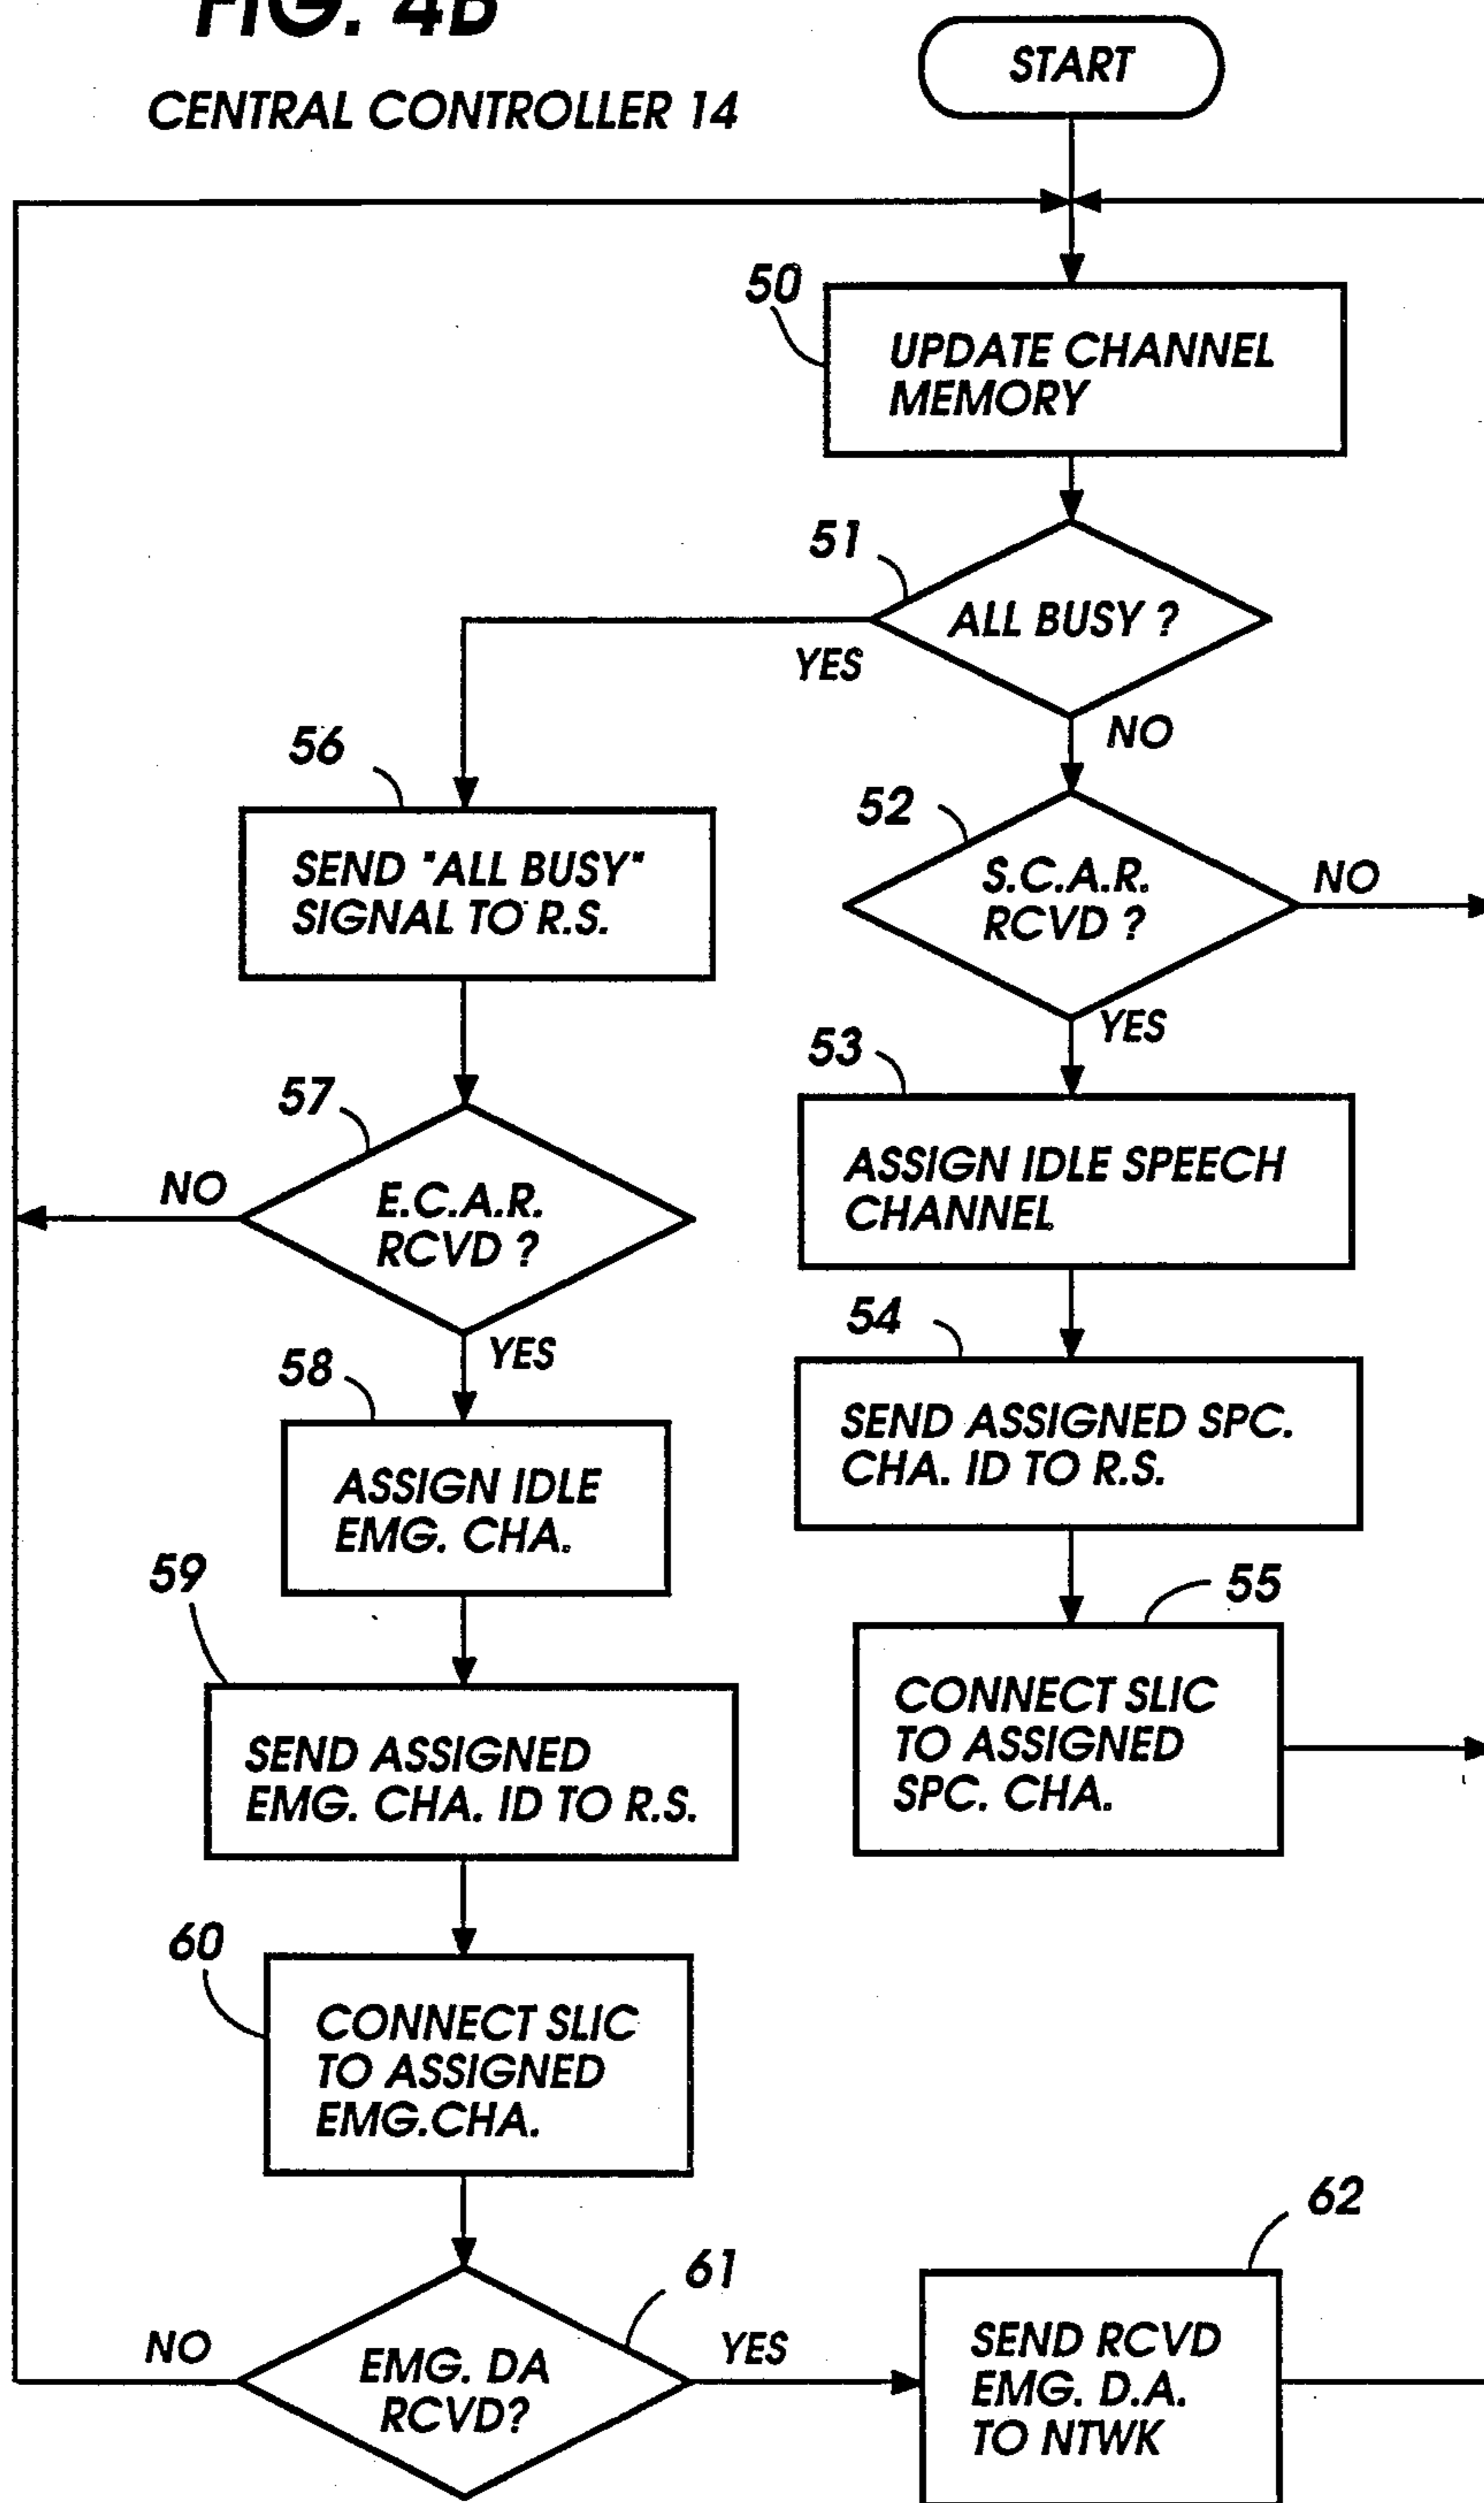 FIG. 4B
CENTRAL CONTROLLER 14
START
50
UPDATE CHANNEL
MEMORY
51
ALL BUSY ?
YES
NO
56
SEND "ALL BUSY"
SIGNAL TO R.S.
52
S.C.A.R.
RCVD ?
NO
YES
57
E.C.A.R.
RCVD ?
NO
YES
53
ASSIGN IDLE SPEECH
CHANNEL
54
SEND ASSIGNED SPC.
CHA. ID TO R.S.
58
ASSIGN IDLE
EMG. CHA.
55
CONNECT SLIC
TO ASSIGNED
SPC. CHA.
59
SEND ASSIGNED
EMG. CHA. ID TO R.S.
60
CONNECT SLIC
TO ASSIGNED
EMG.CHA.
61
EMG. DA
RCVD?
NO
YES
62
SEND RCVD
EMG. D.A.
TO NTWK